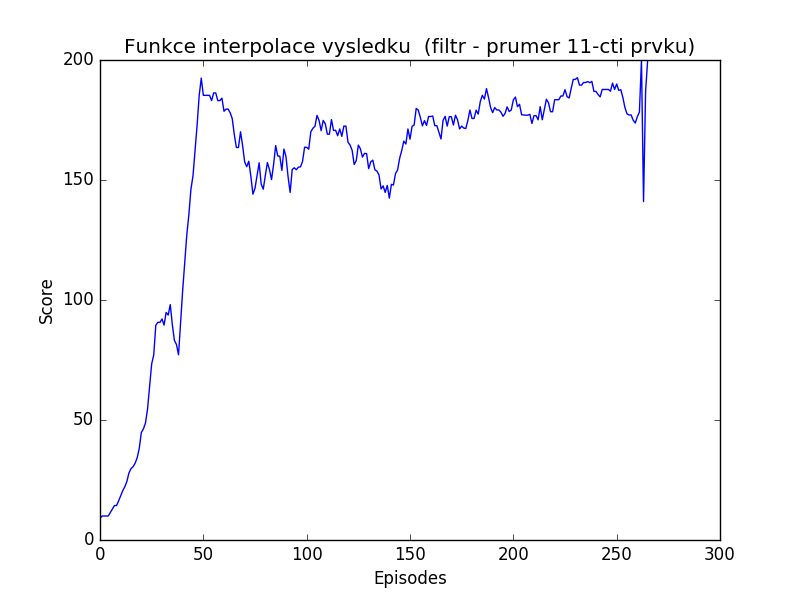 Funkce interpolace vysledku  (filtr - prumer 11-cti prvku)
200
150
100
50
0
Score
0 50 100 150 200 250 300
Episodes